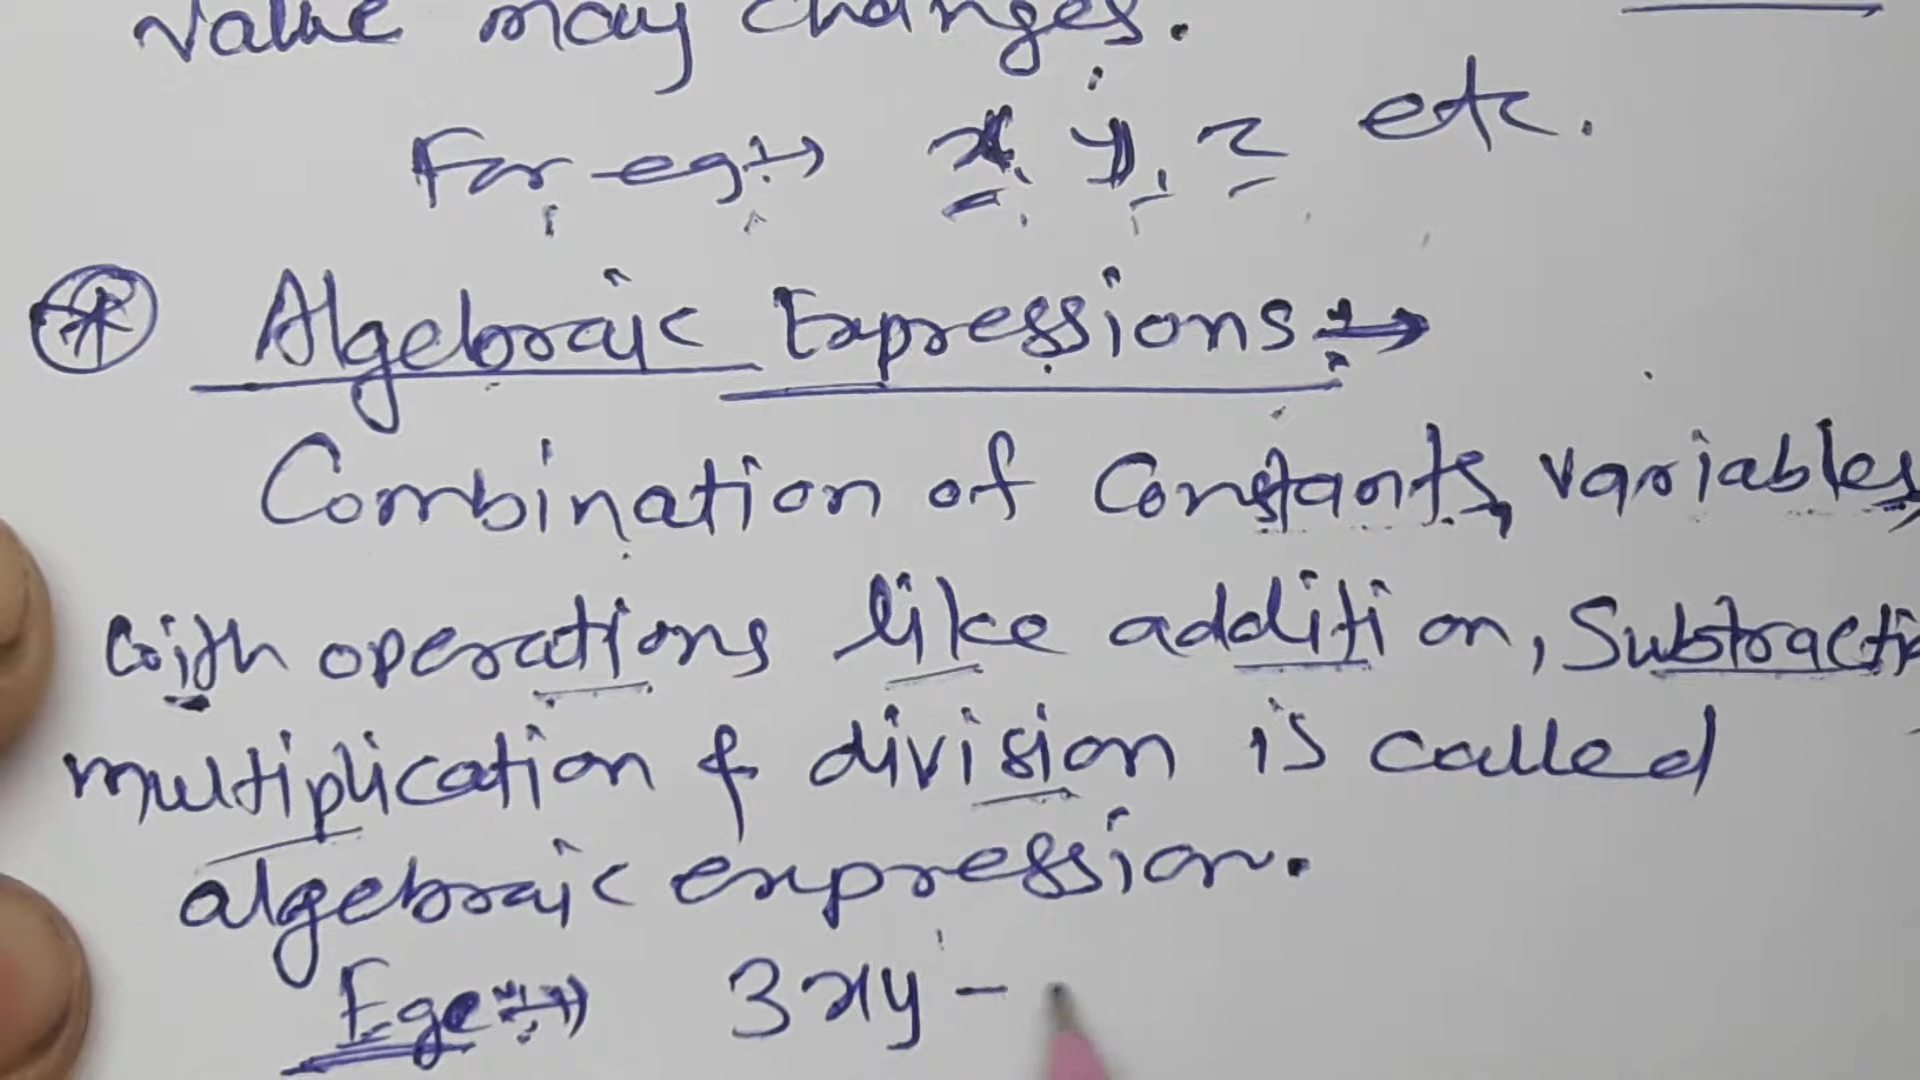 Value may changes.
For eg:→ x, y, z etc.
Algebraic Expressions:→
Combination of Constants, variables,
with operations like addition, Subtracti
multiplication & division is called
algebraic expression.
Eg:→ 3xy -